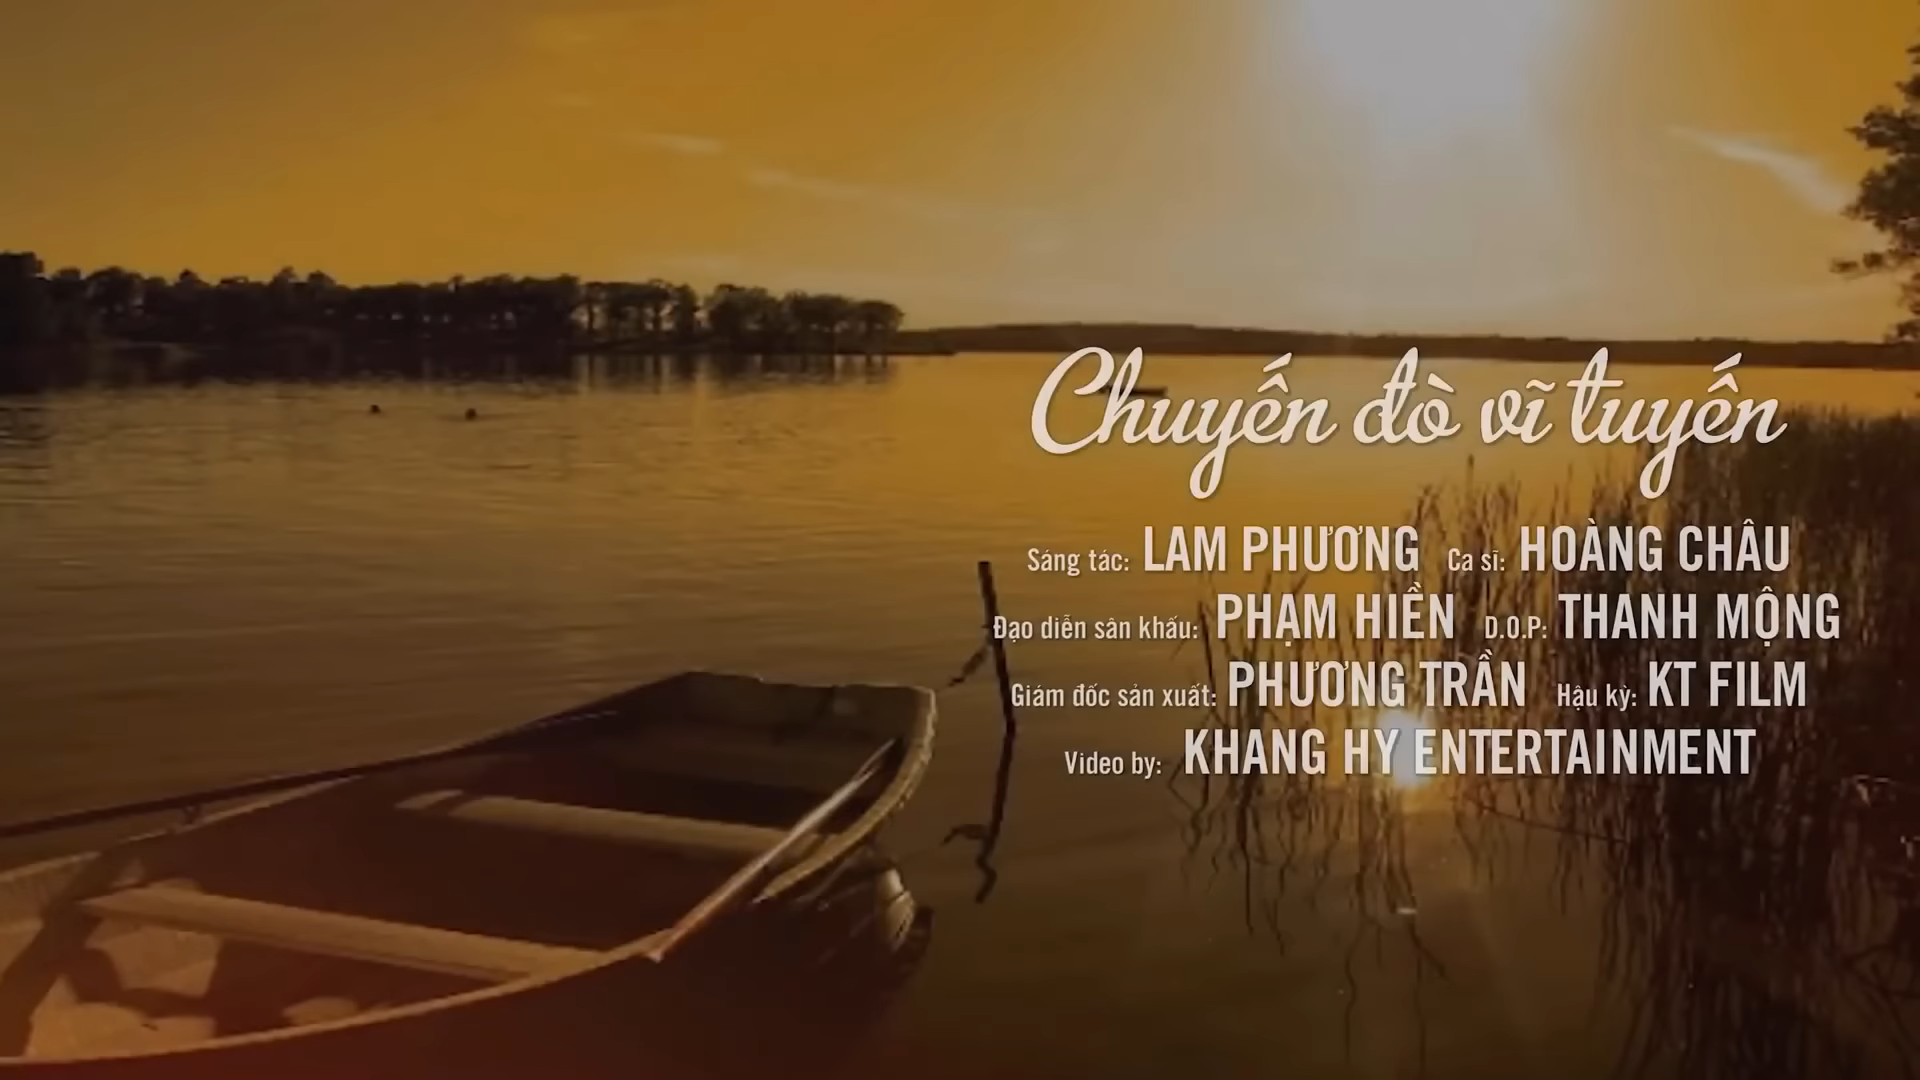 Chuyến đò vĩ tuyến
Sáng tác: LAM PHƯƠNG Ca sĩ: HOÀNG CHÂU
Đạo diễn sân khấu: PHẠM HIỀN D.O.P: THANH MỘNG
Giám đốc sản xuất: PHƯƠNG TRẦN Hậu kỳ: KT FILM
Video by: KHANG HY ENTERTAINMENT